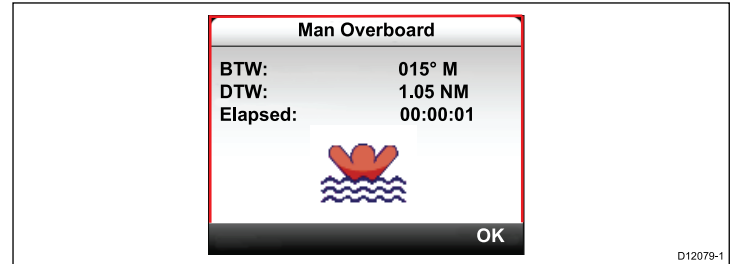 Man Overboard
BTW: 015° M
DTW: 1.05 NM
Elapsed: 00:00:01
OK
D12079-1